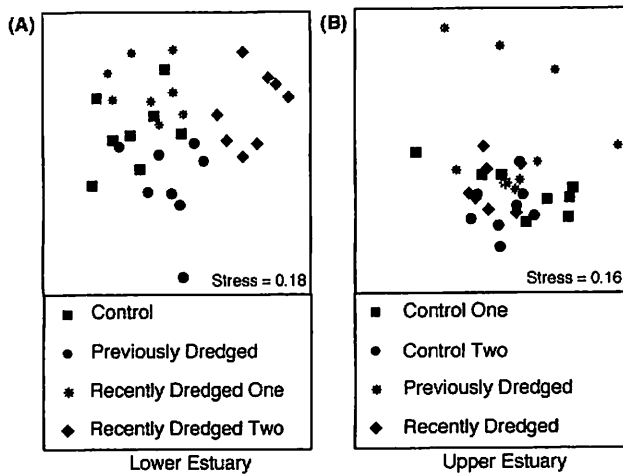 (A)
Stress = 0.18
Control
Previously Dredged
Recently Dredged One
Recently Dredged Two
Lower Estuary
(B)
Stress = 0.16
Control One
Control Two
Previously Dredged
Recently Dredged
Upper Estuary